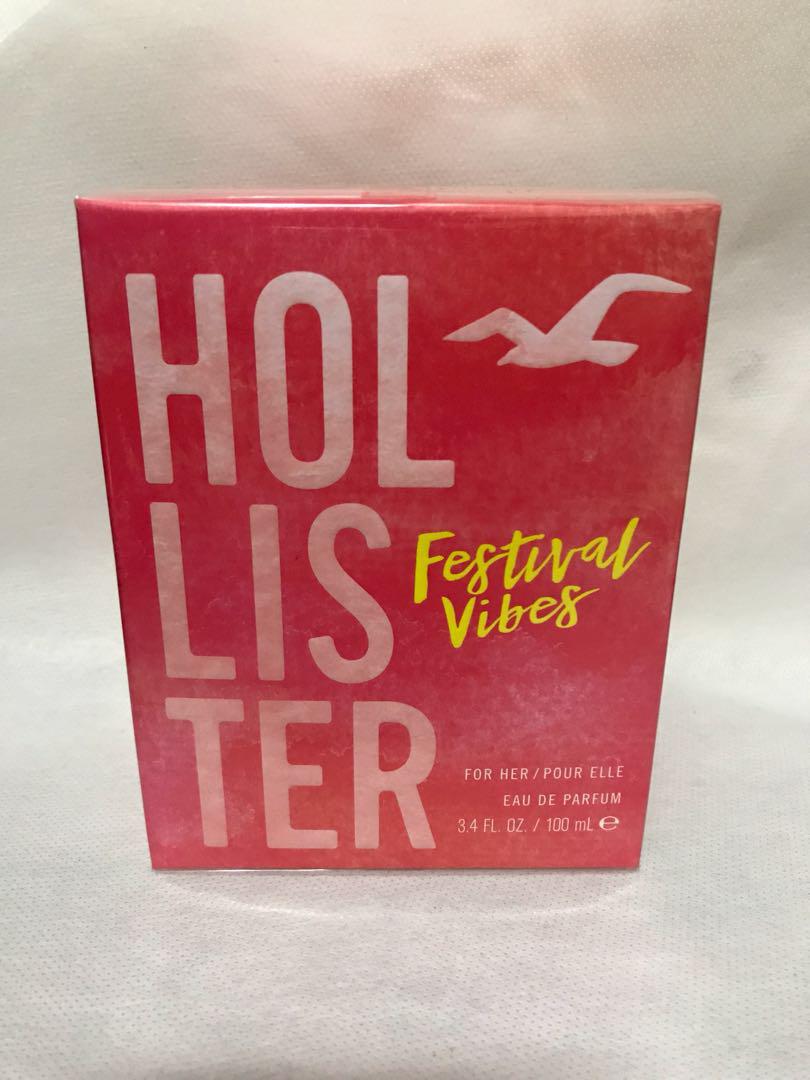 HOL
LIS
TER
Festival
Vibes
FOR HER / POUR ELLE
EAU DE PARFUM
3.4 FL. OZ. / 100 mL ℮